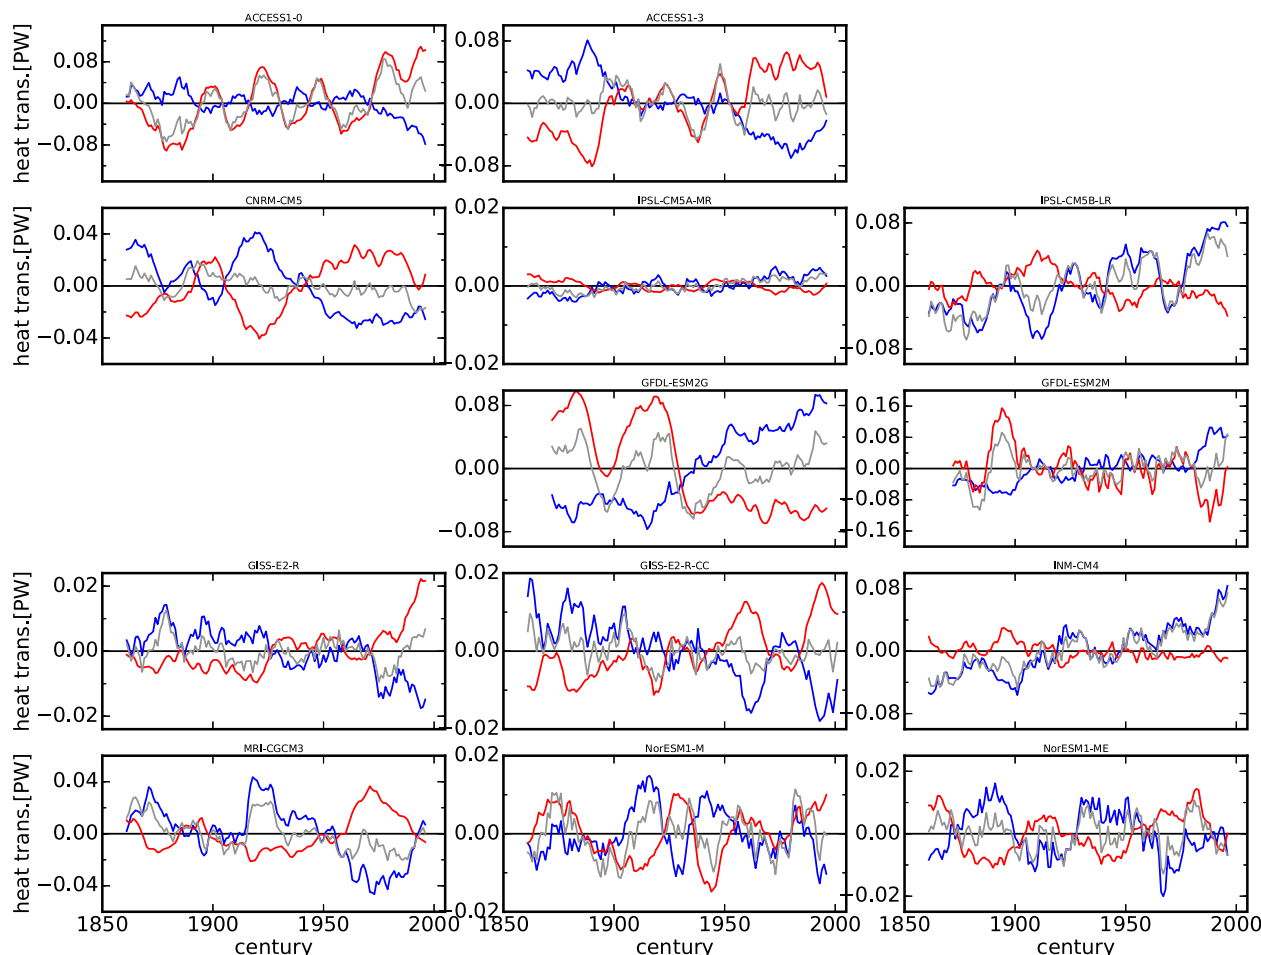 ACCESS1-0 ACCESS1-3
heat trans.[PW] 0.08 0.00 −0.08 0.08 0.00 −0.08
CNRM-CM5 IPSL-CM5A-MR IPSL-CM5B-LR
heat trans.[PW] 0.04 0.00 −0.04 0.02 0.00 −0.02 0.08 0.00 −0.08
GFDL-ESM2G GFDL-ESM2M
0.08 0.00 −0.08 0.16 0.08 0.00 −0.08 −0.16
GISS-E2-R GISS-E2-R-CC INM-CM4
heat trans.[PW] 0.02 0.00 −0.02 0.02 0.01 0.00 −0.01 −0.02 0.08 0.00 −0.08
MRI-CGCM3 NorESM1-M NorESM1-ME
heat trans.[PW] 0.04 0.00 −0.04 0.02 0.00 −0.02 0.02 0.00 −0.02
1850 1900 1950 2000 1850 1900 1950 2000 1850 1900 1950 2000
century century century